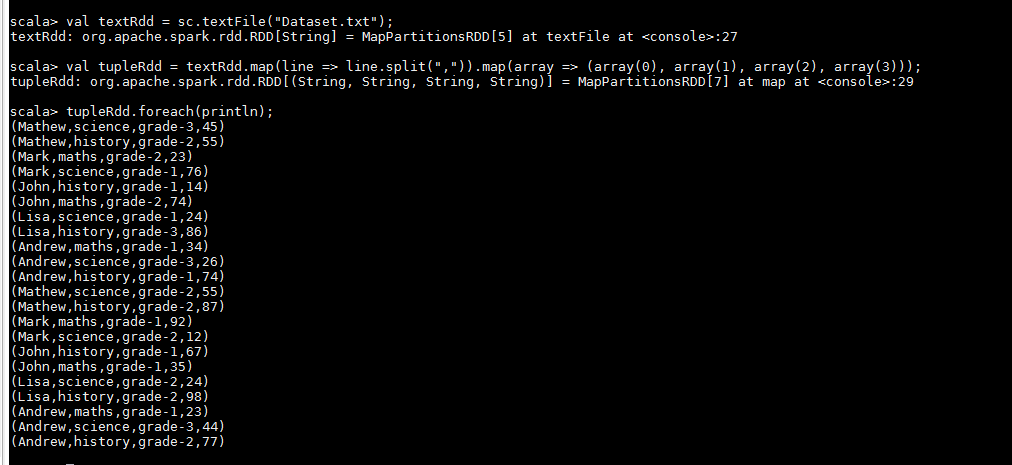 scala> val textRdd = sc.textFile("Dataset.txt");
textRdd: org.apache.spark.rdd.RDD[String] = MapPartitionsRDD[5] at textFile at <console>:27
scala> val tupleRdd = textRdd.map(line => line.split(",")).map(array => (array(0), array(1), array(2), array(3)));
tupleRdd: org.apache.spark.rdd.RDD[(String, String, String, String)] = MapPartitionsRDD[7] at map at <console>:29
scala> tupleRdd.foreach(println);
(Mathew,science,grade-3,45)
(Mathew,history,grade-2,55)
(Mark,maths,grade-2,23)
(Mark,science,grade-1,76)
(John,history,grade-1,14)
(John,maths,grade-2,74)
(Lisa,science,grade-1,24)
(Lisa,history,grade-3,86)
(Andrew,maths,grade-1,34)
(Andrew,science,grade-3,26)
(Andrew,history,grade-1,74)
(Mathew,science,grade-2,55)
(Mathew,history,grade-2,87)
(Mark,maths,grade-1,92)
(Mark,science,grade-2,12)
(John,history,grade-1,67)
(John,maths,grade-1,35)
(Lisa,science,grade-2,24)
(Lisa,history,grade-2,98)
(Andrew,maths,grade-1,23)
(Andrew,science,grade-3,44)
(Andrew,history,grade-2,77)